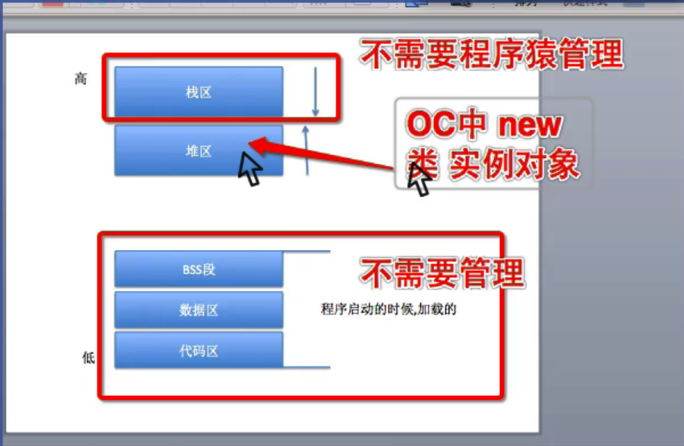 不需要程序猿管理
高
栈区
OC中 new
类 实例对象
堆区
BSS段
不需要管理
数据区
程序启动的时候,加载的
代码区
低